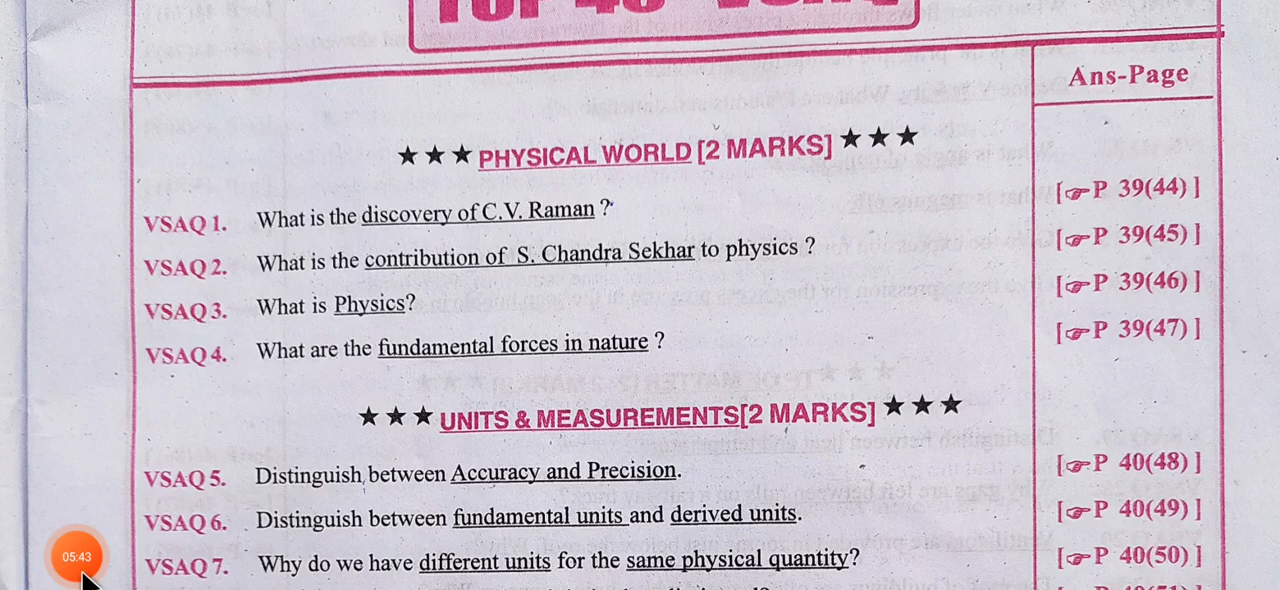 Ans-Page
★ ★ ★ PHYSICAL WORLD [2 MARKS] ★ ★ ★
VSAQ 1. What is the discovery of C.V. Raman ? [☞P 39(44) ]
VSAQ 2. What is the contribution of S. Chandra Sekhar to physics ? [☞P 39(45) ]
VSAQ 3. What is Physics? [☞P 39(46) ]
VSAQ 4. What are the fundamental forces in nature ? [☞P 39(47) ]
★ ★ ★ UNITS & MEASUREMENTS[2 MARKS] ★ ★ ★
VSAQ 5. Distinguish between Accuracy and Precision. [☞P 40(48) ]
VSAQ 6. Distinguish between fundamental units and derived units. [☞P 40(49) ]
VSAQ 7. Why do we have different units for the same physical quantity? [☞P 40(50) ]
05:43